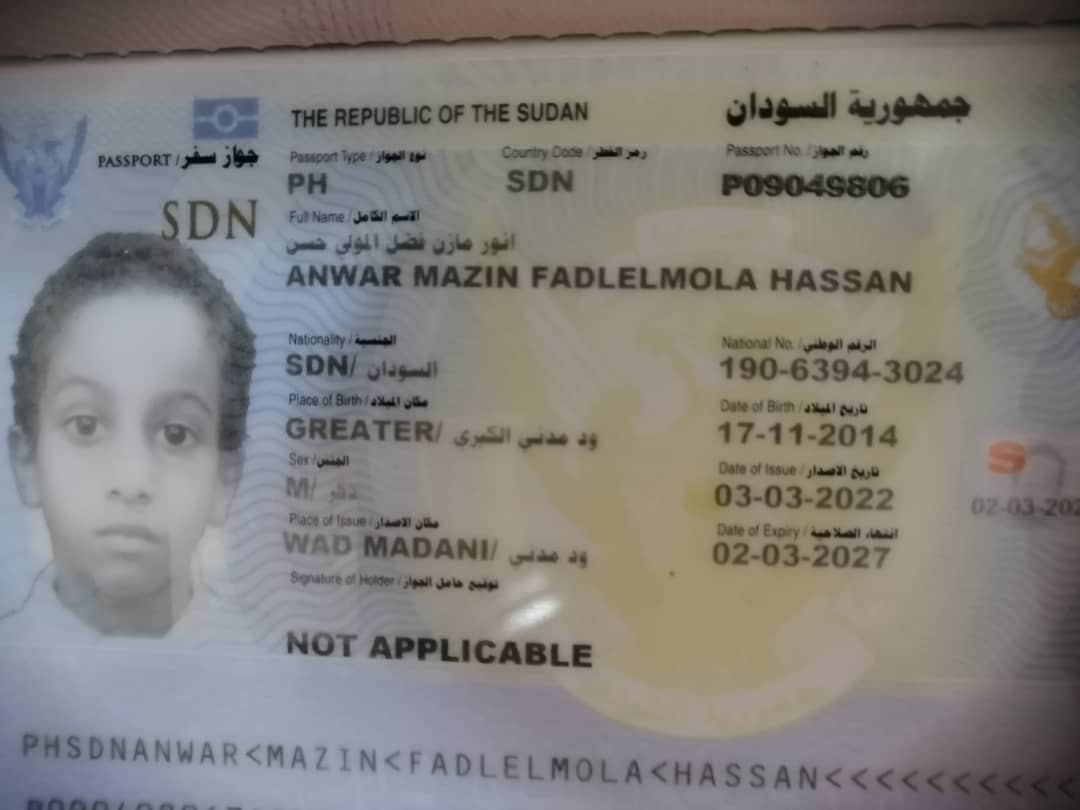 THE REPUBLIC OF THE SUDAN
جمهورية السودان
PASSPORT / جواز سفر
Passport Type / نوع الجواز
Country Code / رمز القطر
Passport No. / رقم الجواز
PH
SDN
P09049806
SDN
Full Name / الاسم الكامل
انور مازن فضل المولى حسن
ANWAR MAZIN FADLELMOLA HASSAN
Nationality / الجنسية
National No. / الرقم الوطني
SDN/ السودان
190-6394-3024
Place of Birth / مكان الميلاد
Date of Birth / تاريخ الميلاد
GREATER/ ود مدني الكبرى
17-11-2014
Sex / الجنس
Date of Issue / تاريخ الاصدار
M/ ذكر
03-03-2022
Place of Issue / مكان الاصدار
Date of Expiry / انتهاء الصلاحية
WAD MADANI/ ود مدني
02-03-2027
Signature of Holder / توقيع حامل الجواز
NOT APPLICABLE
PHSDNANWAR<MAZIN<FADLELMOLA<HASSAN<<<<<<<<<<